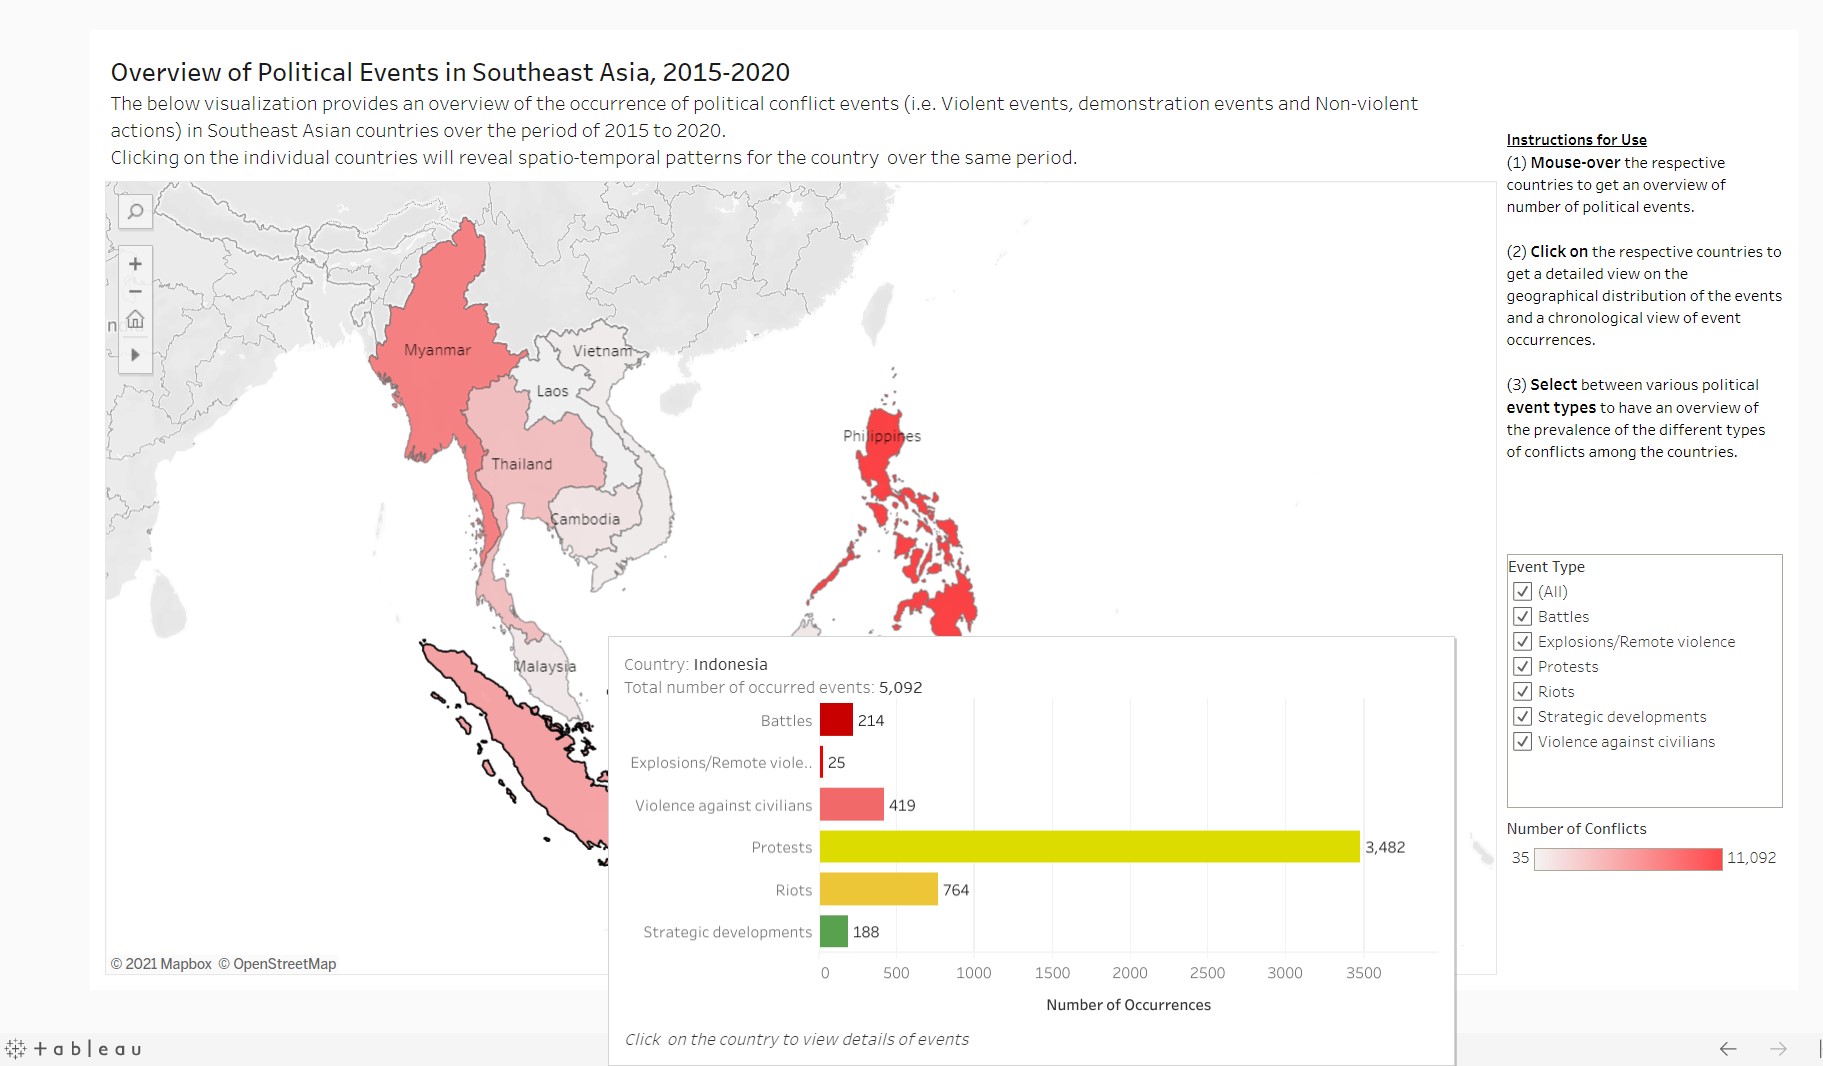 Overview of Political Events in Southeast Asia, 2015-2020
The below visualization provides an overview of the occurrence of political conflict events (i.e. Violent events, demonstration events and Non-violent
actions) in Southeast Asian countries over the period of 2015 to 2020.
Clicking on the individual countries will reveal spatio-temporal patterns for the country over the same period.
Instructions for Use
(1) Mouse-over the respective
countries to get an overview of
number of political events.
(2) Click on the respective countries to
get a detailed view on the
geographical distribution of the events
and a chronological view of event
occurrences.
(3) Select between various political
event types to have an overview of
the prevalence of the different types
of conflicts among the countries.
Myanmar
Vietnam
Laos
Philippines
Thailand
Cambodia
Malaysia
Country: Indonesia
Total number of occurred events: 5,092
Battles 214
Explosions/Remote viole.. 25
Violence against civilians 419
Protests 3,482
Riots 764
Strategic developments 188
0 500 1000 1500 2000 2500 3000 3500
Number of Occurrences
Click on the country to view details of events
Event Type
(All)
Battles
Explosions/Remote violence
Protests
Riots
Strategic developments
Violence against civilians
Number of Conflicts
35 11,092
© 2021 Mapbox © OpenStreetMap
+ableau